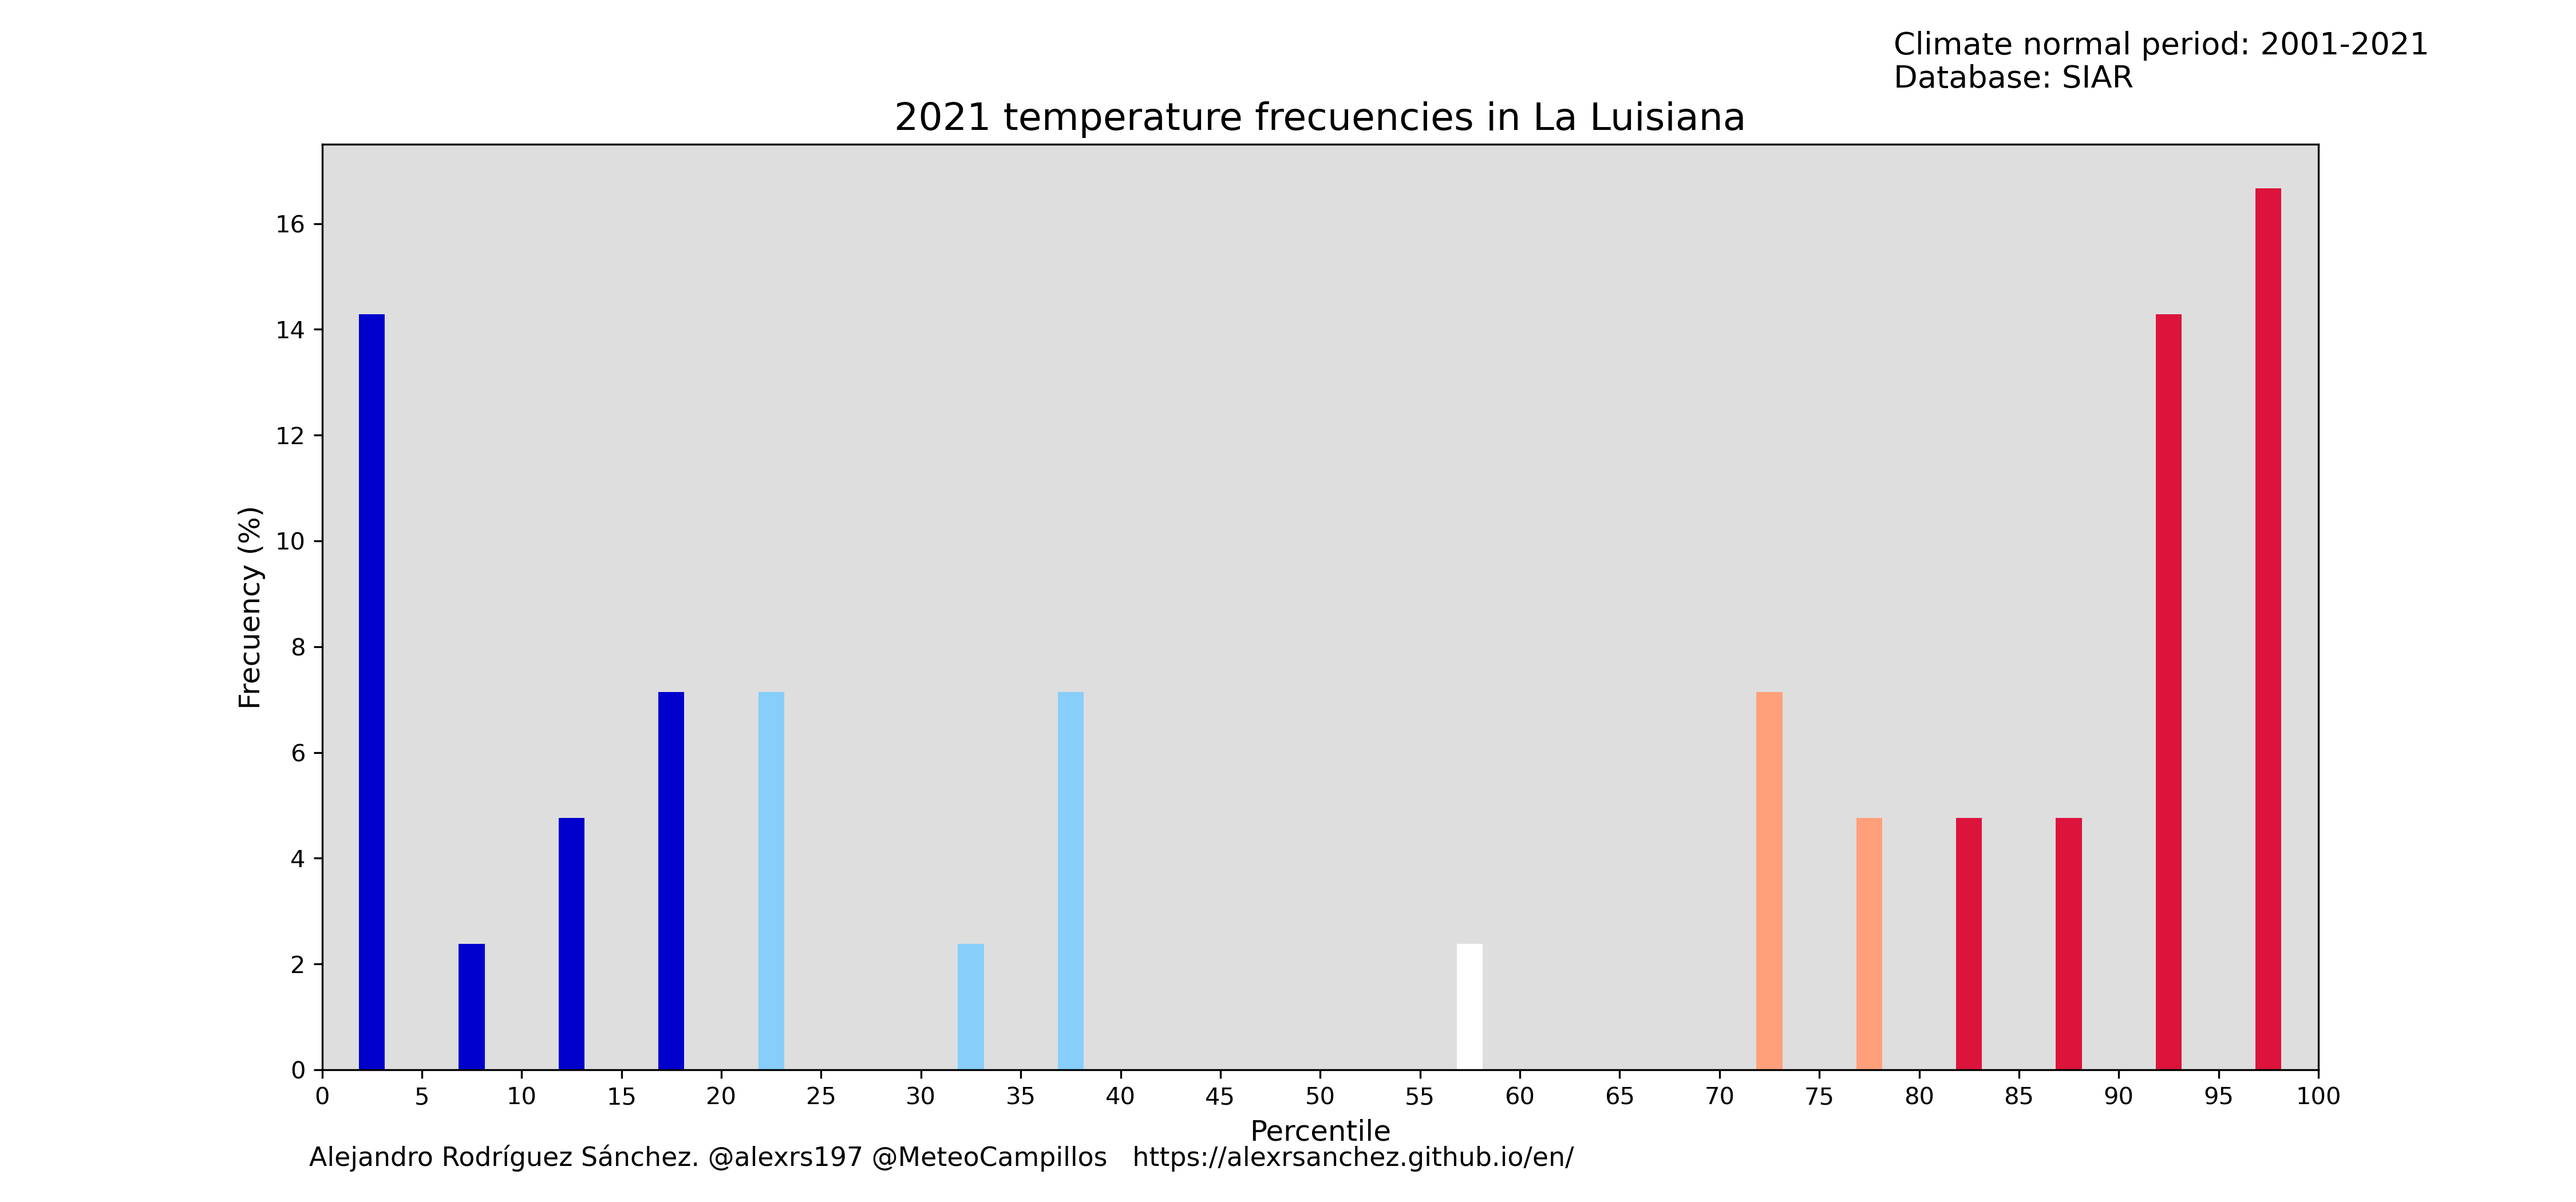 Climate normal period: 2001-2021
Database: SIAR
2021 temperature frecuencies in La Luisiana
Frecuency (%)
16
14
12
10
8
6
4
2
0
0 5 10 15 20 25 30 35 40 45 50 55 60 65 70 75 80 85 90 95 100
Percentile
Alejandro Rodríguez Sánchez. @alexrs197 @MeteoCampillos https://alexrsanchez.github.io/en/